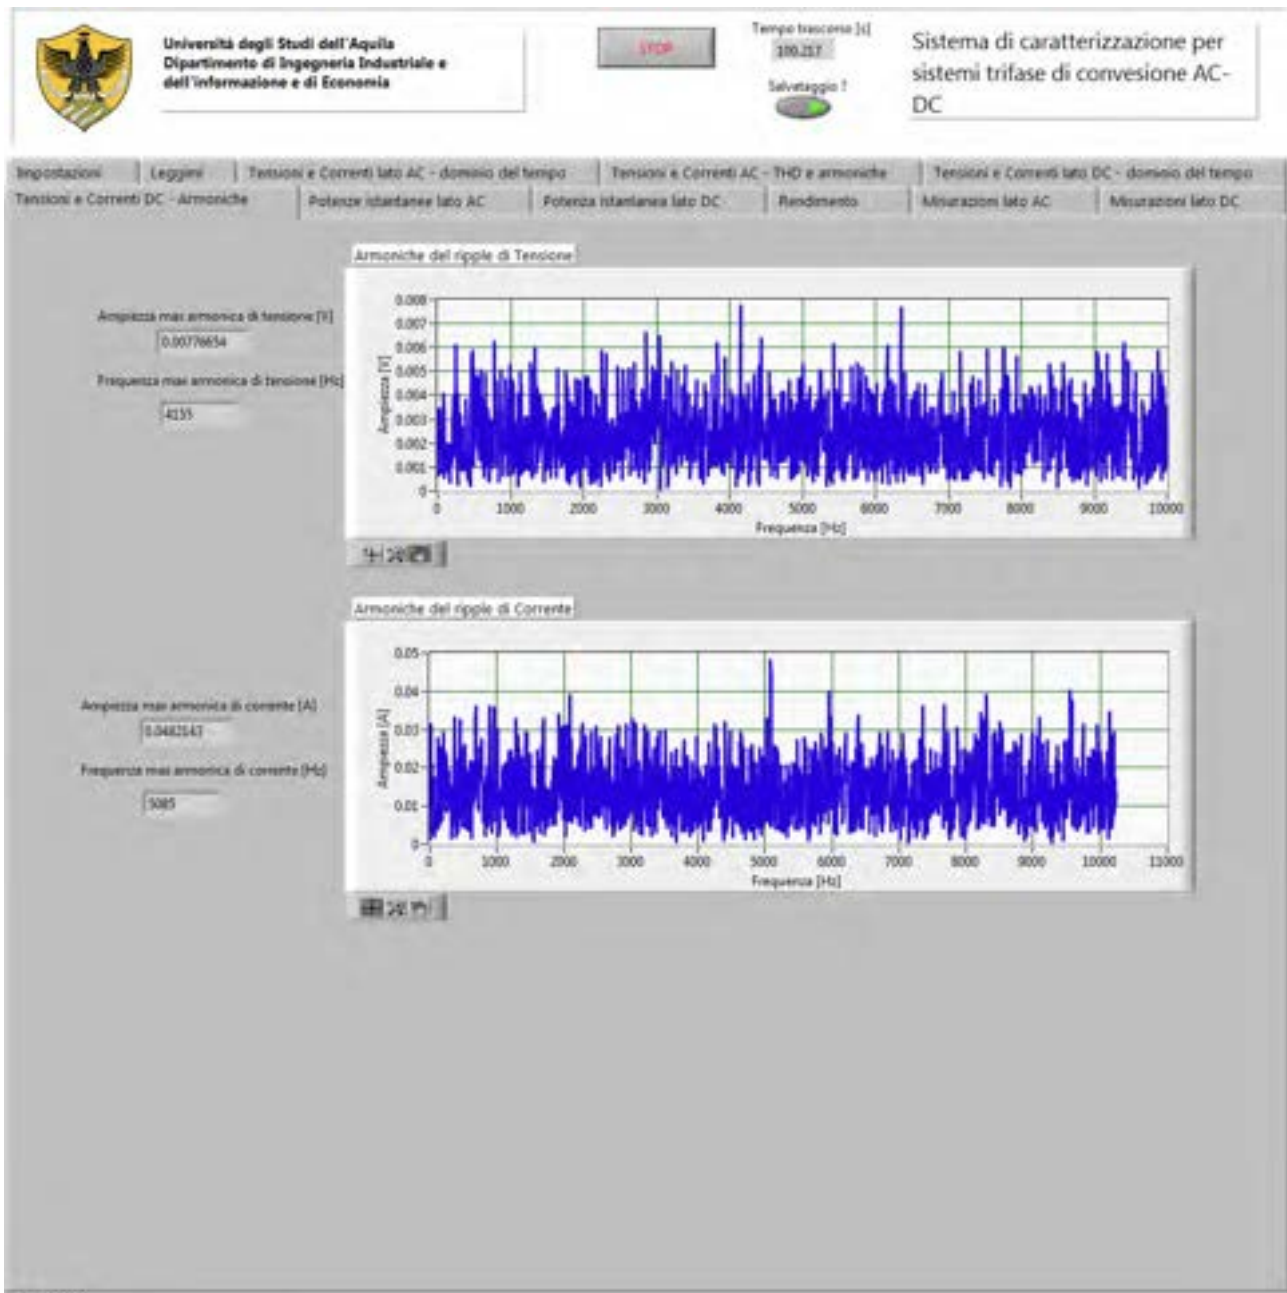 Università degli Studi dell'Aquila
Dipartimento di Ingegneria Industriale e
dell'informazione e di Economia
STOP
Tempo trascorso [s]
100.217
Salvataggio ?
Sistema di caratterizzazione per
sistemi trifase di convesione AC-
DC
Impostazioni
Leggimi
Tensioni e Correnti lato AC - dominio del tempo
Tensioni e Correnti AC - THD e armoniche
Tensioni e Correnti lato DC - dominio del tempo
Tensioni e Correnti DC - Armoniche
Potenze istantanee lato AC
Potenza istantanea lato DC
Rendimento
Misurazioni lato AC
Misurazioni lato DC
Armoniche del ripple di Tensione
Ampiezza max armonica di tensione [V]
0.00776654
Frequenza max armonica di tensione [Hz]
4155
Ampiezza [V]
0.008
0.007
0.006
0.005
0.004
0.003
0.002
0.001
0
0 1000 2000 3000 4000 5000 6000 7000 8000 9000 10000
Frequenza [Hz]
Armoniche del ripple di Corrente
Ampiezza max armonica di corrente [A]
0.0482143
Frequenza max armonica di corrente [Hz]
5085
Ampiezza [A]
0.05
0.04
0.03
0.02
0.01
0
0 1000 2000 3000 4000 5000 6000 7000 8000 9000 10000 11000
Frequenza [Hz]